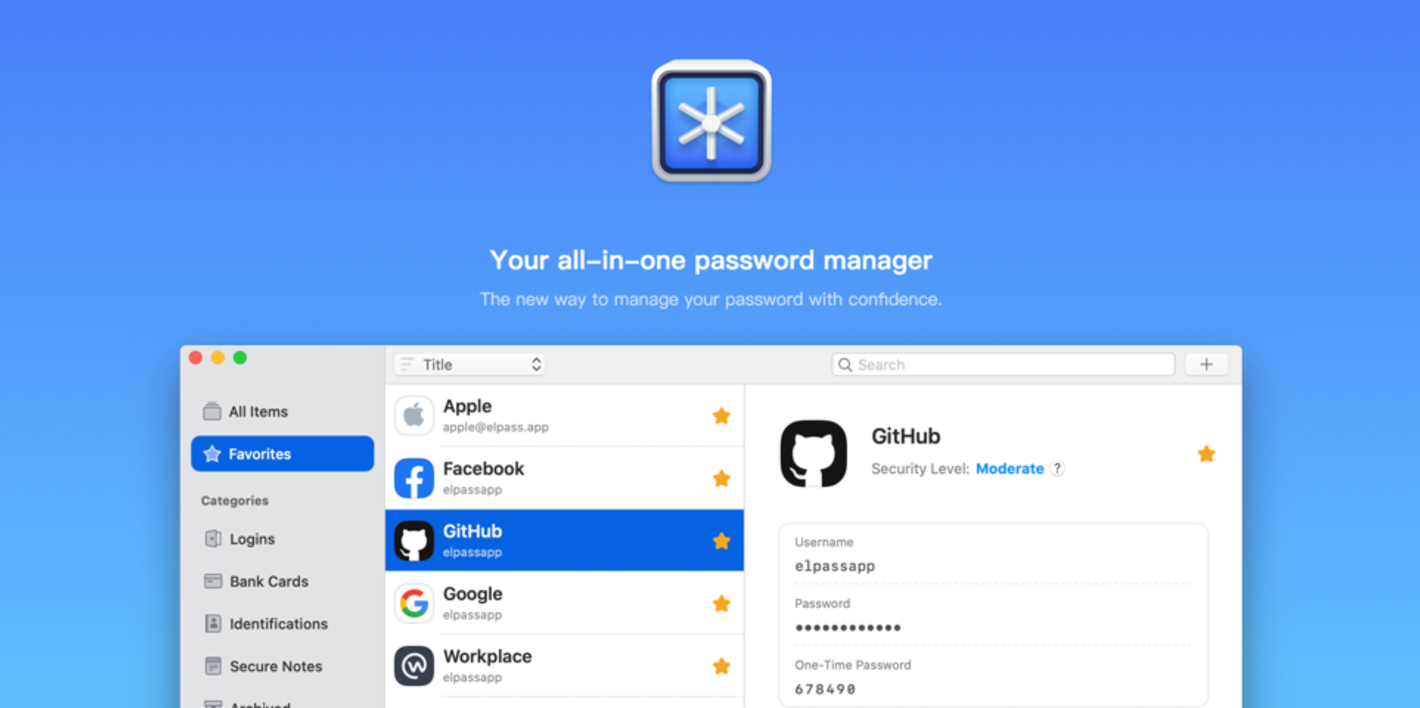 Your all-in-one password manager
The new way to manage your password with confidence.
Title
Search
All Items
Favorites
Categories
Logins
Bank Cards
Identifications
Secure Notes
Archived
Apple
apple@elpass.app
Facebook
elpassapp
GitHub
elpassapp
Google
elpassapp
Workplace
elpassapp
GitHub
Security Level: Moderate ?
Username
elpassapp
Password
••••••••••••
One-Time Password
678490